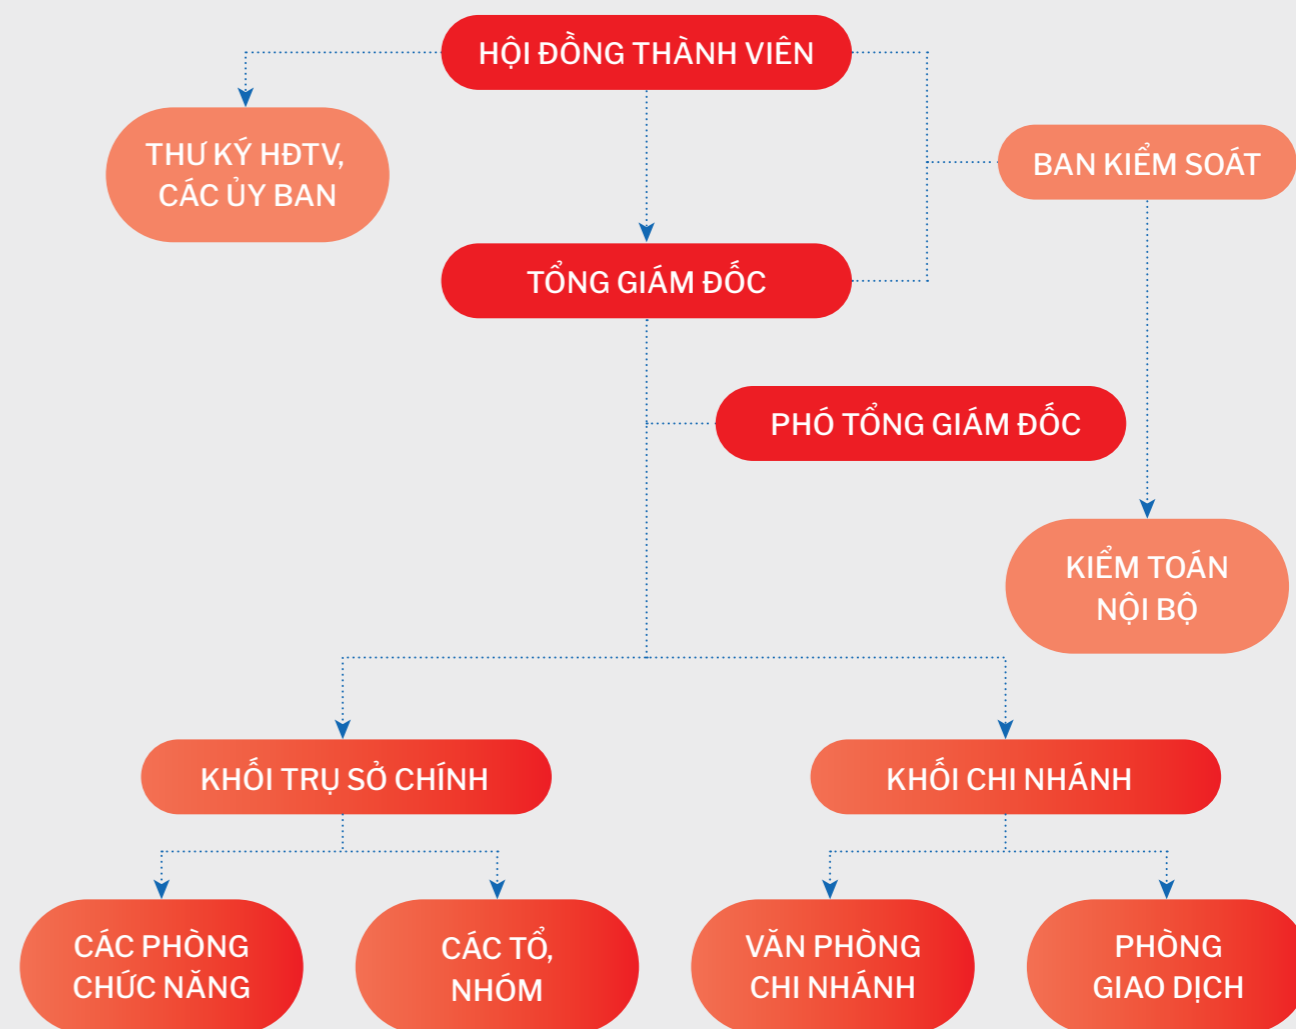 HỘI ĐỒNG THÀNH VIÊN
THƯ KÝ HĐTV,
CÁC ỦY BAN
BAN KIỂM SOÁT
TỔNG GIÁM ĐỐC
PHÓ TỔNG GIÁM ĐỐC
KIỂM TOÁN
NỘI BỘ
KHỐI TRỤ SỞ CHÍNH
KHỐI CHI NHÁNH
CÁC PHÒNG
CHỨC NĂNG
CÁC TỔ,
NHÓM
VĂN PHÒNG
CHI NHÁNH
PHÒNG
GIAO DỊCH